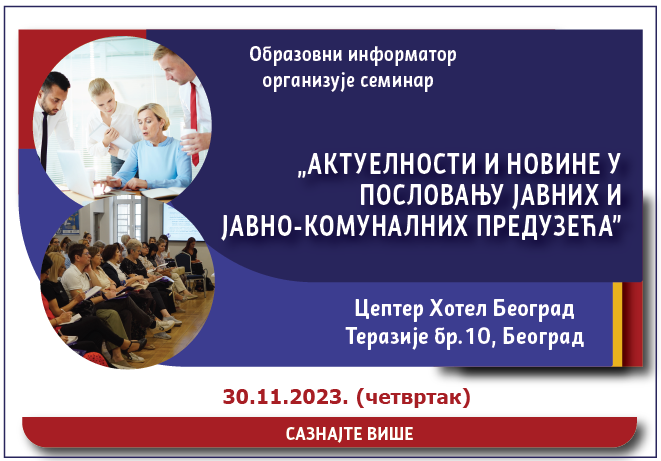 Образовни информатор
организује семинар
„АКТУЕЛНОСТИ И НОВИНЕ У
ПОСЛОВАЊУ ЈАВНИХ И
ЈАВНО-КОМУНАЛНИХ ПРЕДУЗЕЋА”
Цептер Хотел Београд
Теразије бр.10, Београд
30.11.2023. (четвртак)
САЗНАЈТЕ ВИШЕ